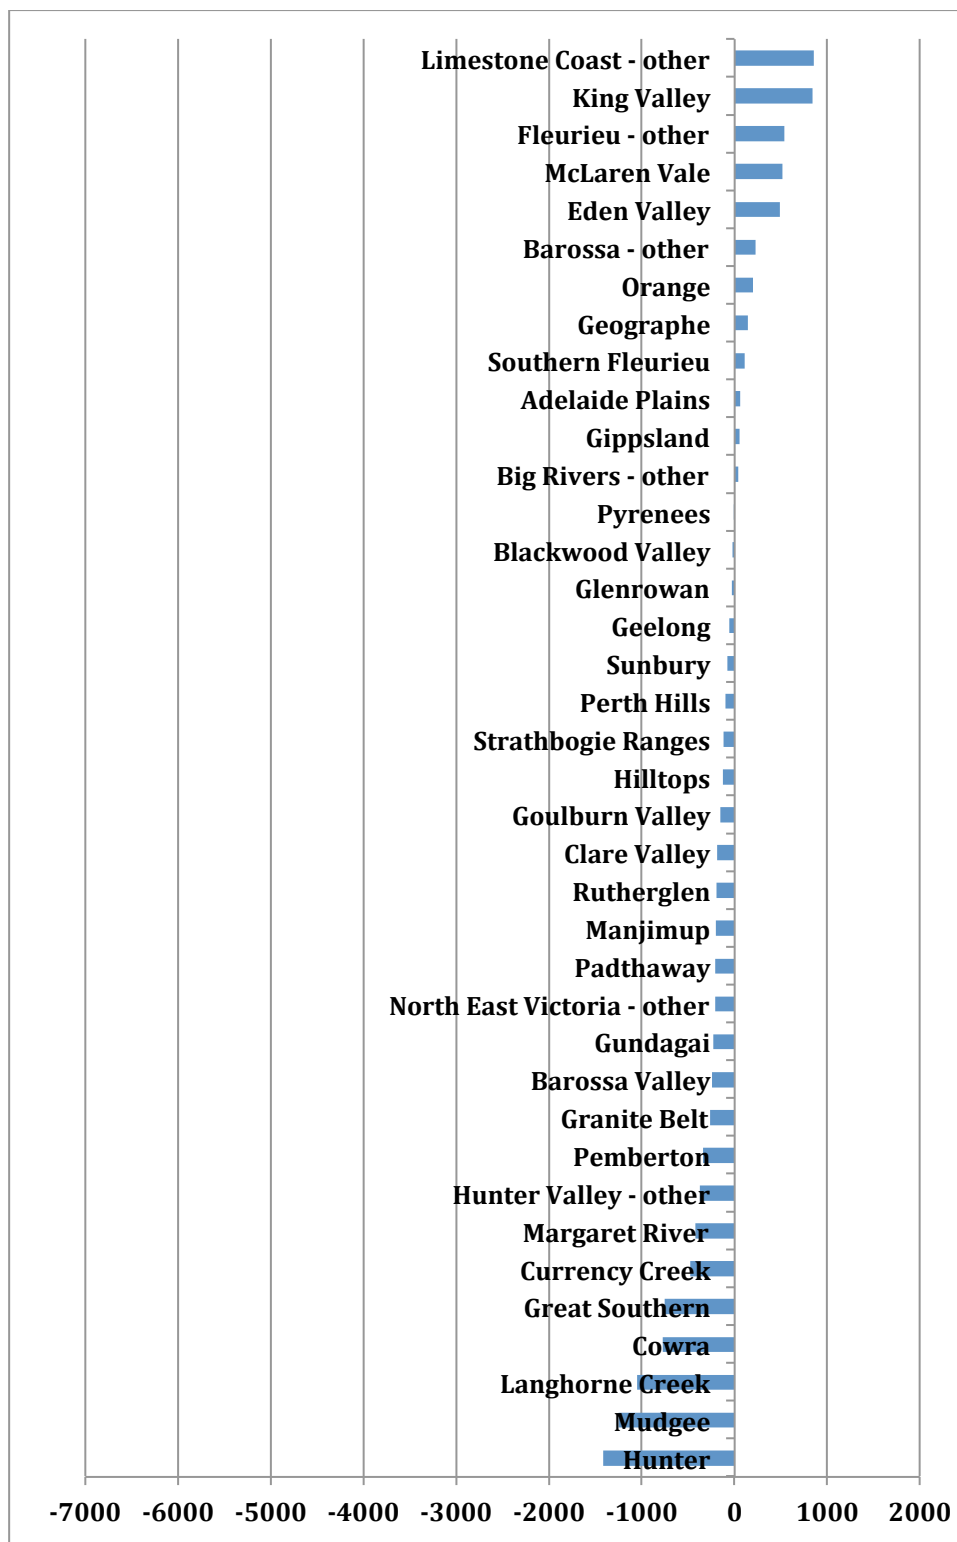 Limestone Coast - other
King Valley
Fleurieu - other
McLaren Vale
Eden Valley
Barossa - other
Orange
Geographe
Southern Fleurieu
Adelaide Plains
Gippsland
Big Rivers - other
Pyrenees
Blackwood Valley
Glenrowan
Geelong
Sunbury
Perth Hills
Strathbogie Ranges
Hilltops
Goulburn Valley
Clare Valley
Rutherglen
Manjimup
Padthaway
North East Victoria - other
Gundagai
Barossa Valley
Granite Belt
Pemberton
Hunter Valley - other
Margaret River
Currency Creek
Great Southern
Cowra
Langhorne Creek
Mudgee
Hunter
-7000 -6000 -5000 -4000 -3000 -2000 -1000 0 1000 2000